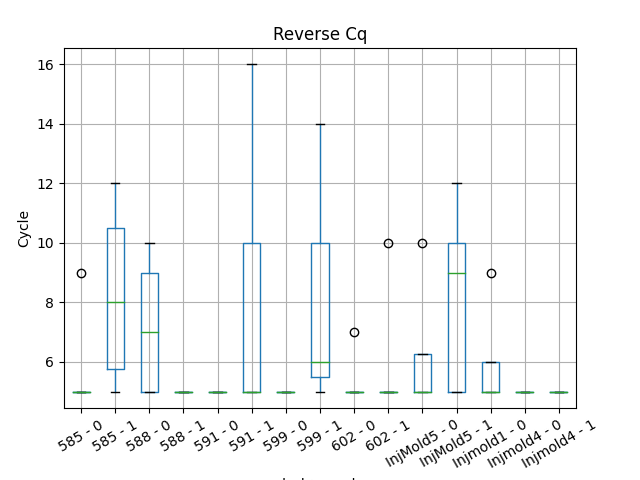 Reverse Cq
16
14
12
10
8
6
Cycle
585 - 0
585 - 1
588 - 0
588 - 1
591 - 0
591 - 1
599 - 0
599 - 1
602 - 0
602 - 1
InjMold5 - 0
InjMold5 - 1
Injmold1 - 0
Injmold4 - 0
Injmold4 - 1